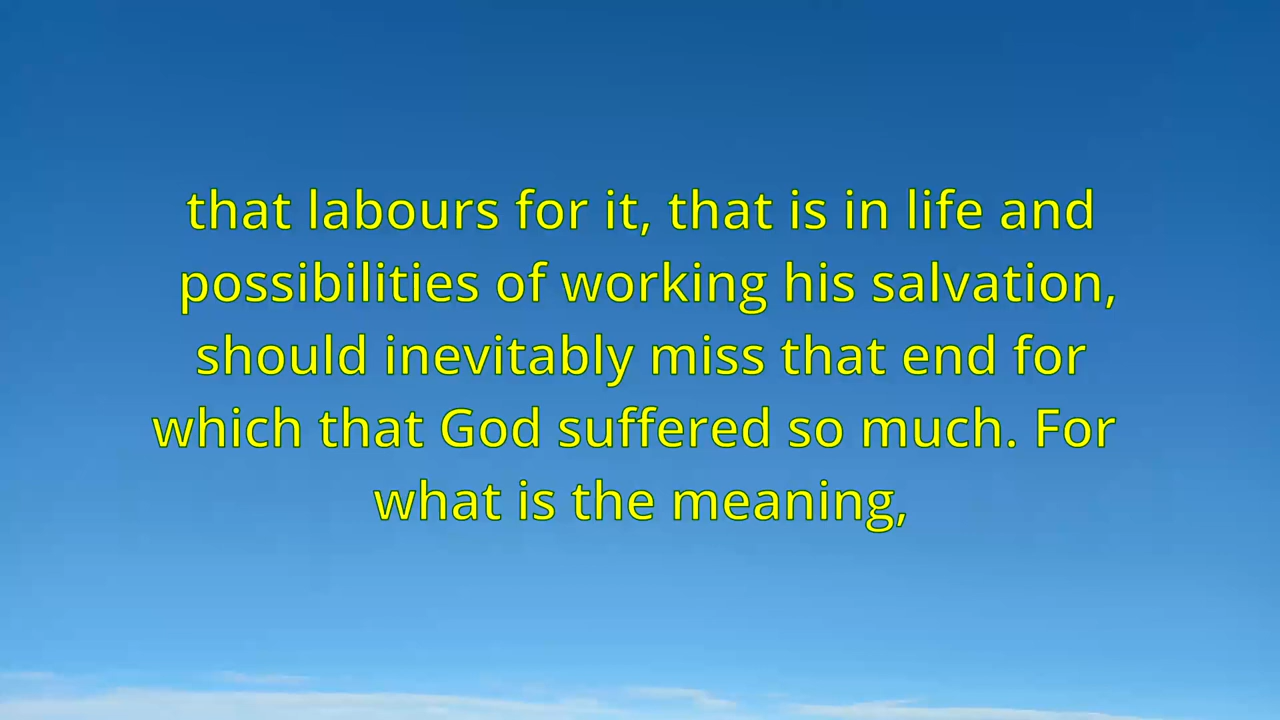 that labours for it, that is in life and
possibilities of working his salvation,
should inevitably miss that end for
which that God suffered so much. For
what is the meaning,